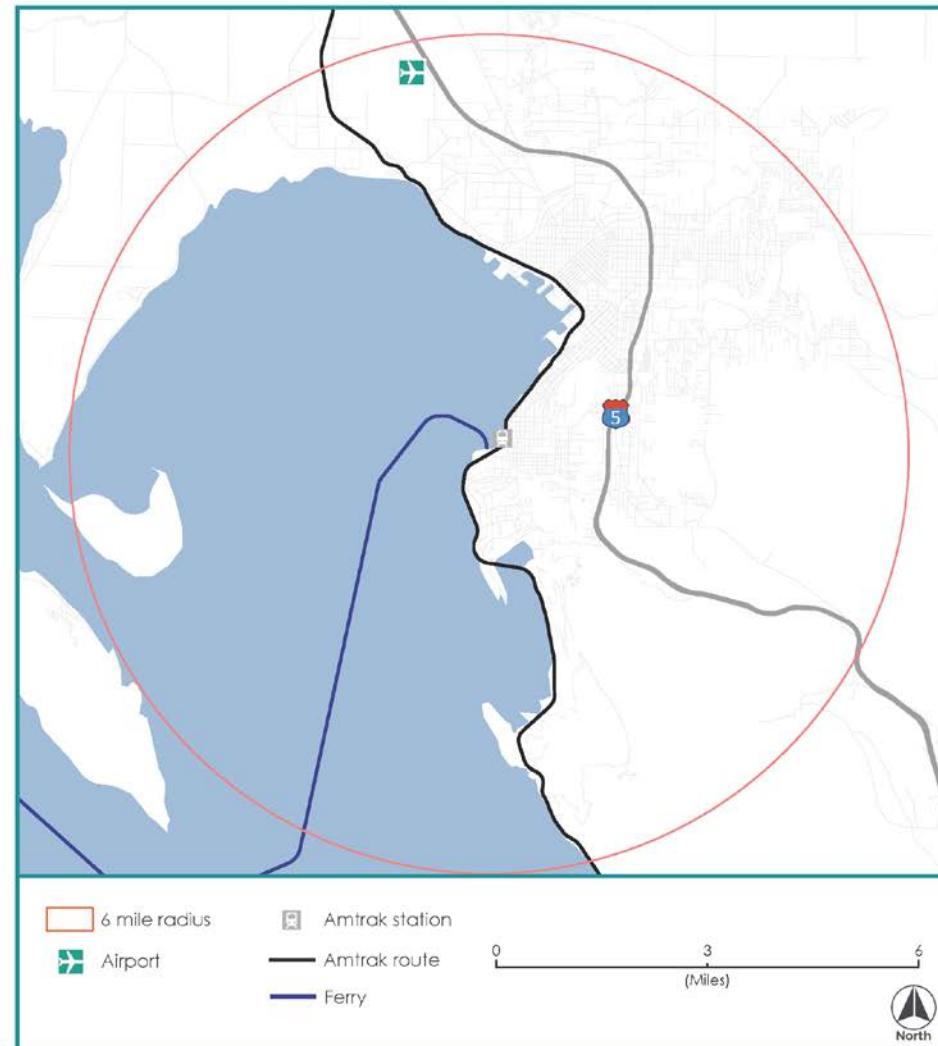 5
6 mile radius
Airport
Amtrak station
Amtrak route
Ferry
0 3 6
(Miles)
North